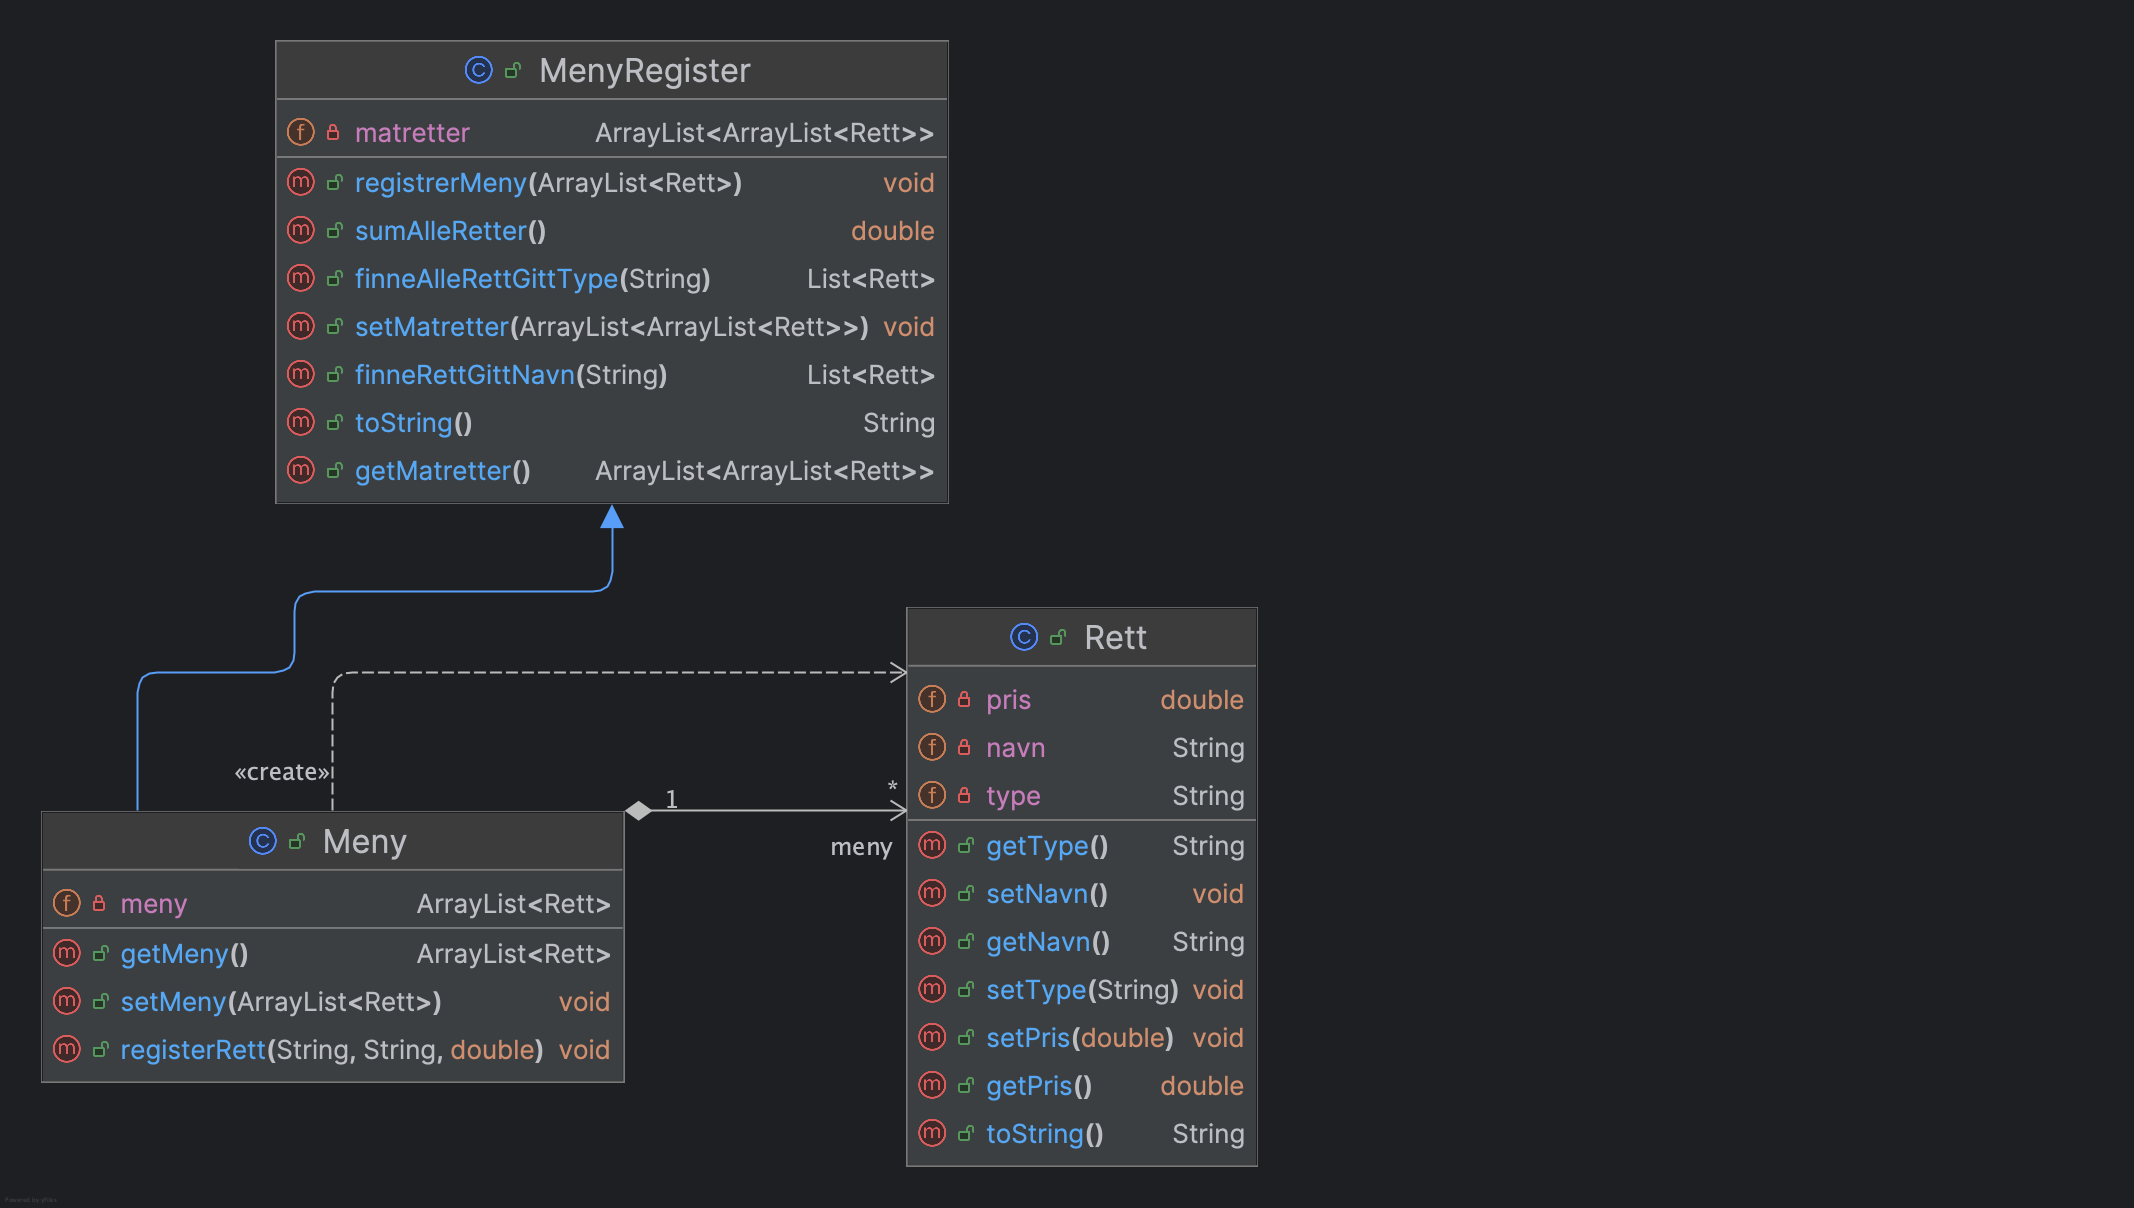 MenyRegister
matretter ArrayList<ArrayList<Rett>>
registrerMeny(ArrayList<Rett>) void
sumAlleRetter() double
finneAlleRettGittType(String) List<Rett>
setMatretter(ArrayList<ArrayList<Rett>>) void
finneRettGittNavn(String) List<Rett>
toString() String
getMatretter() ArrayList<ArrayList<Rett>>
«create»
1
*
meny
Meny
meny ArrayList<Rett>
getMeny() ArrayList<Rett>
setMeny(ArrayList<Rett>) void
registerRett(String, String, double) void
Rett
pris double
navn String
type String
getType() String
setNavn() void
getNavn() String
setType(String) void
setPris(double) void
getPris() double
toString() String
Powered by yFiles